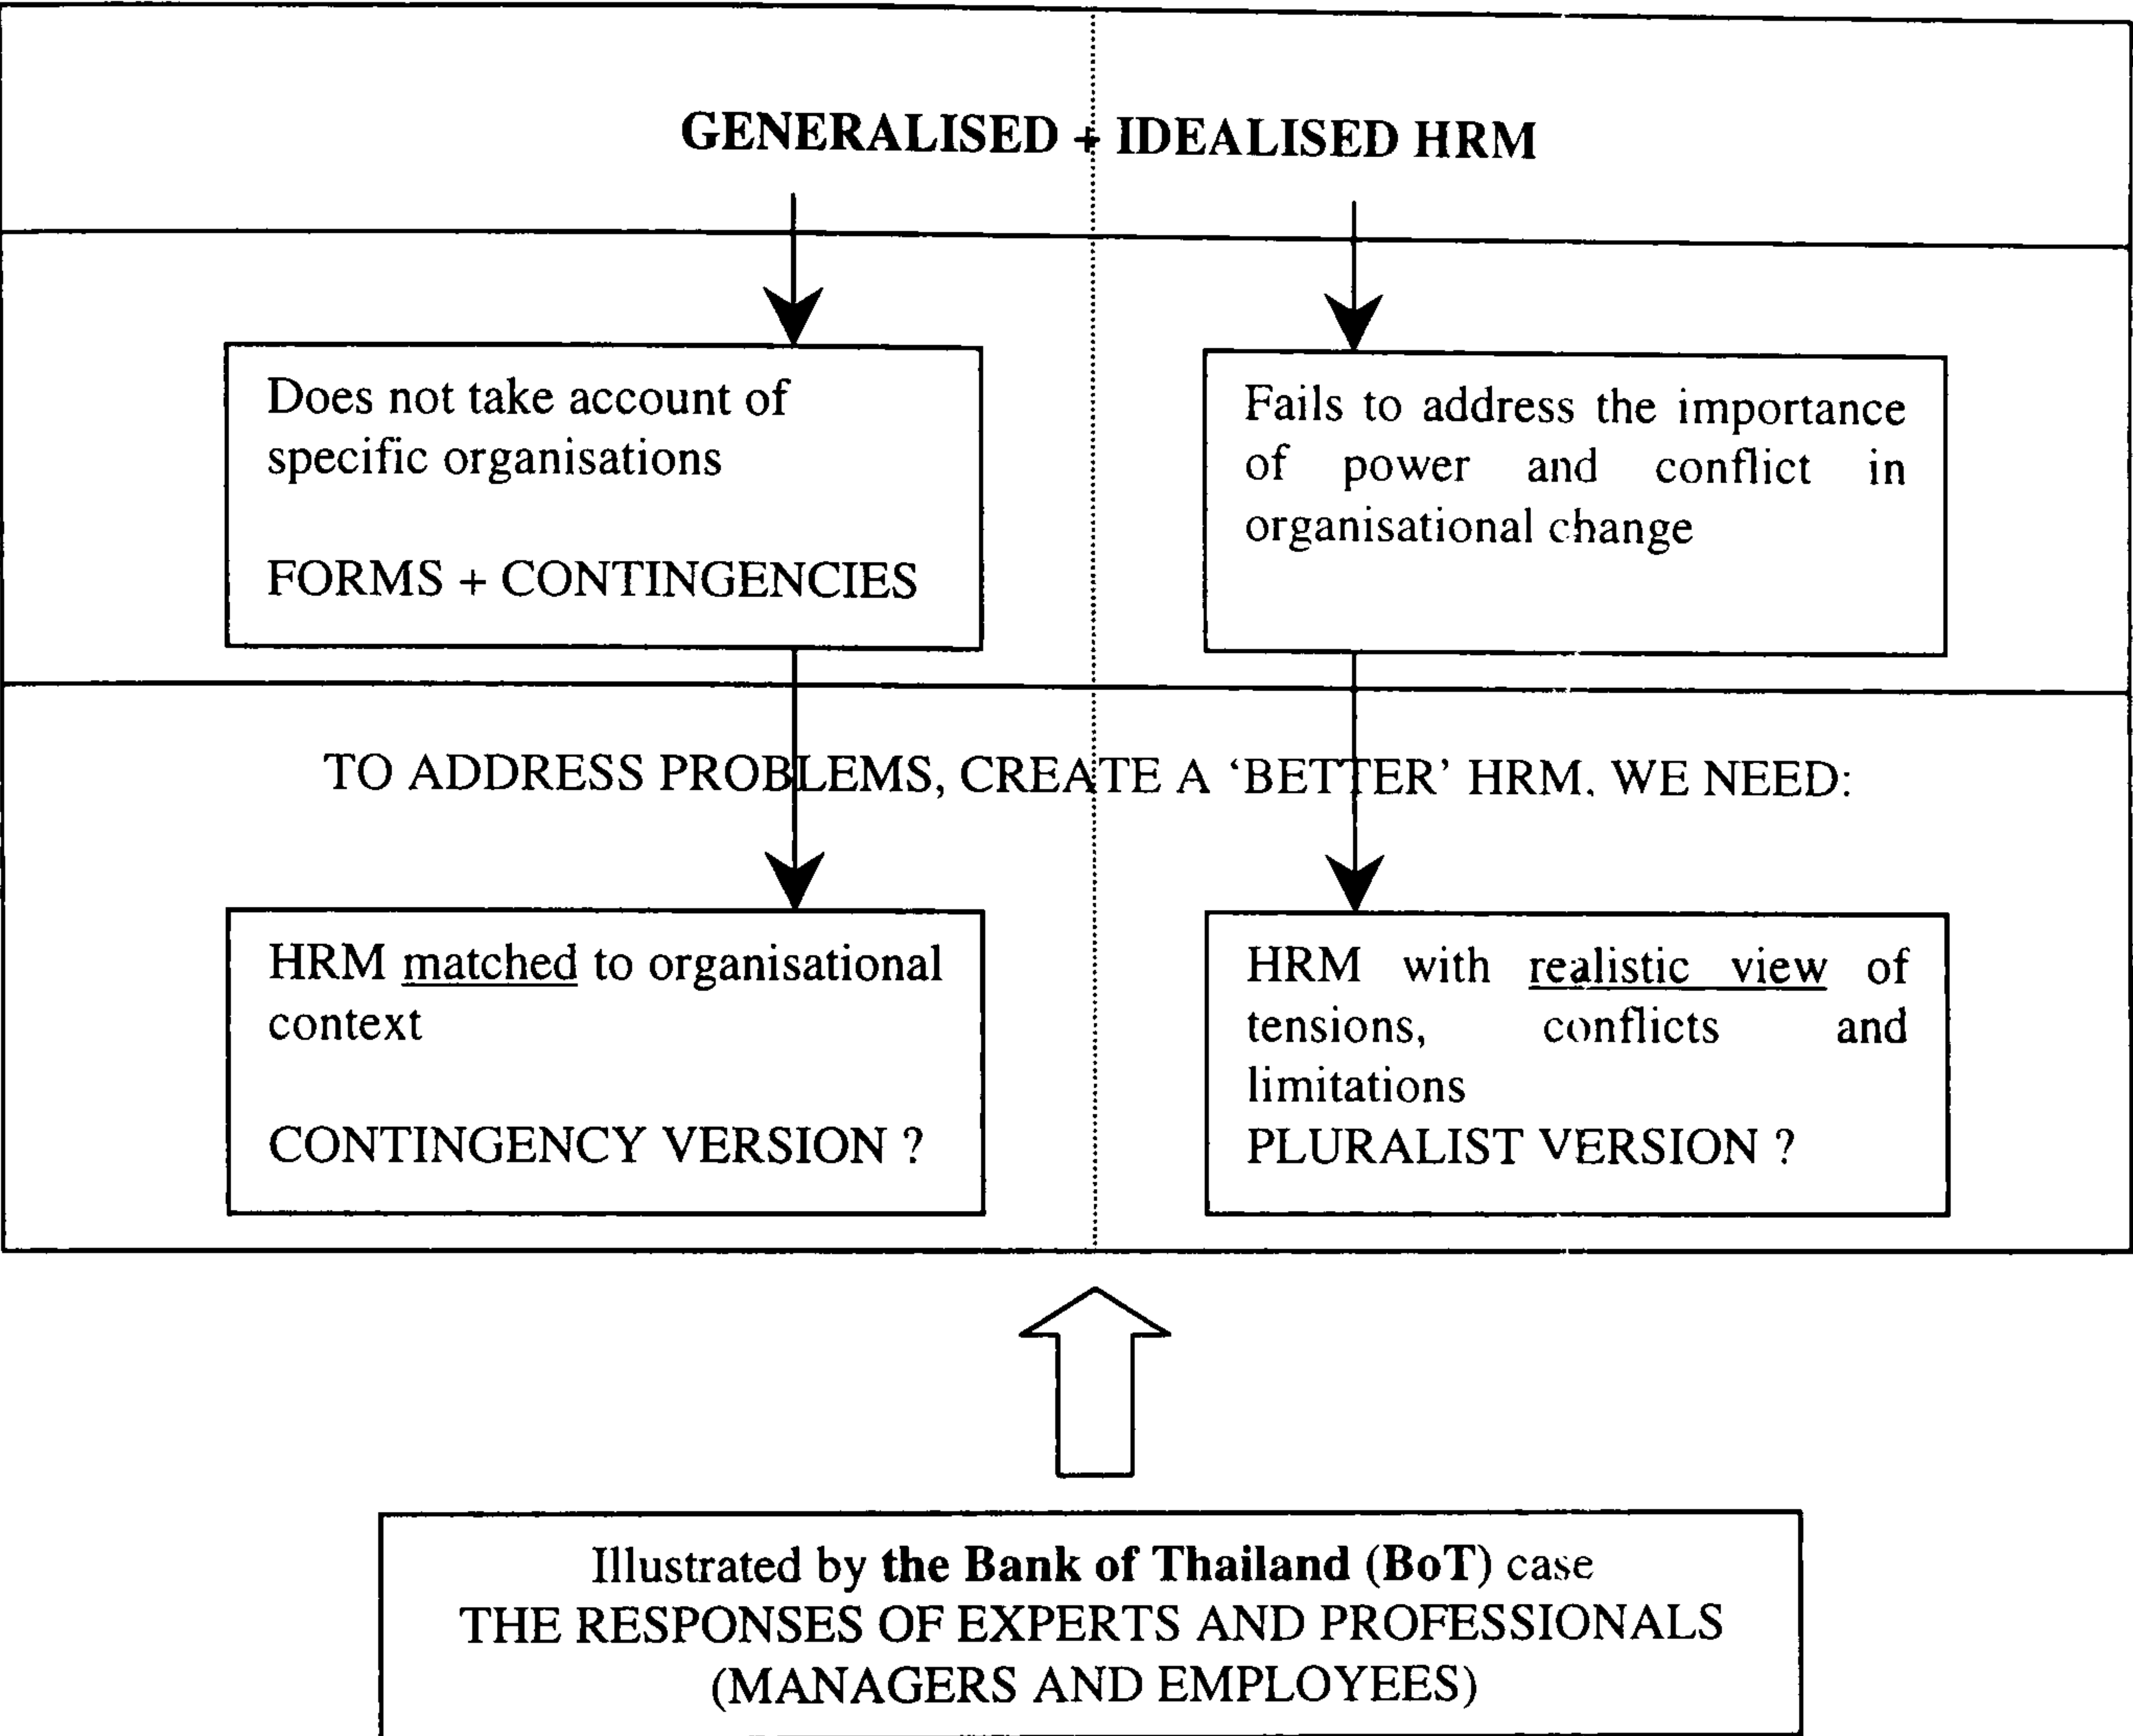 GENERALISED + IDEALISED HRM
Does not take account of
specific organisations
FORMS + CONTINGENCIES
Fails to address the importance
of power and conflict in
organisational change
TO ADDRESS PROBLEMS, CREATE A ‘BETTER’ HRM. WE NEED:
HRM matched to organisational
context
CONTINGENCY VERSION ?
HRM with realistic view of
tensions, conflicts and
limitations
PLURALIST VERSION ?
Illustrated by the Bank of Thailand (BoT) case
THE RESPONSES OF EXPERTS AND PROFESSIONALS
(MANAGERS AND EMPLOYEES)